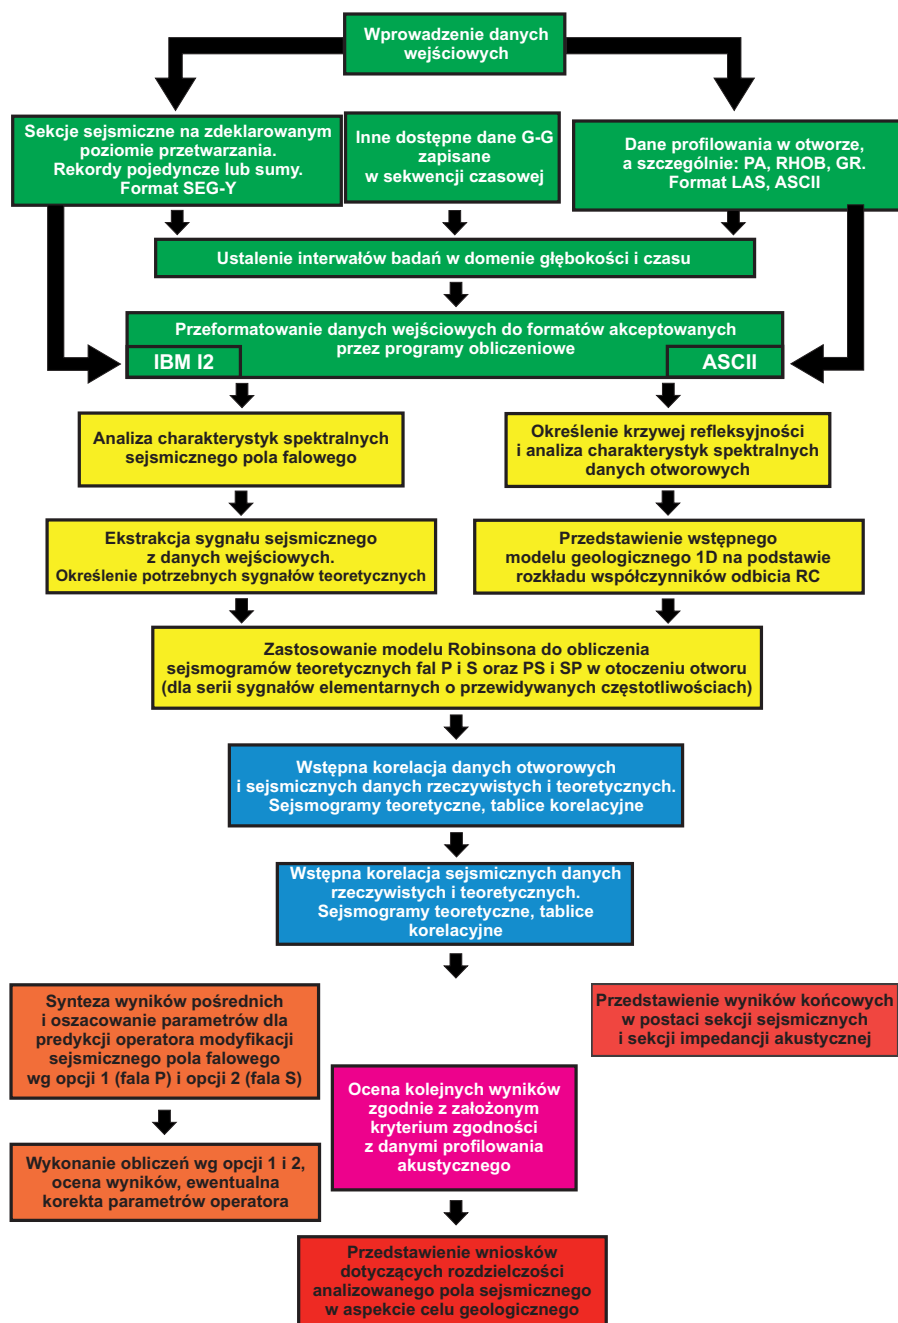 Wprowadzenie danych
wejściowych
Sekcje sejsmiczne na zdeklarowanym
poziomie przetwarzania.
Rekordy pojedyncze lub sumy.
Format SEG-Y
Inne dostępne dane G-G
zapisane
w sekwencji czasowej
Dane profilowania w otworze,
a szczególnie: PA, RHOB, GR.
Format LAS, ASCII
Ustalenie interwałów badań w domenie głębokości i czasu
Przeformatowanie danych wejściowych do formatów akceptowanych
przez programy obliczeniowe
IBM I2
ASCII
Analiza charakterystyk spektralnych
sejsmicznego pola falowego
Określenie krzywej refleksyjności
i analiza charakterystyk spektralnych
danych otworowych
Ekstrakcja sygnału sejsmicznego
z danych wejściowych.
Określenie potrzebnych sygnałów teoretycznych
Przedstawienie wstępnego
modelu geologicznego 1D na podstawie
rozkładu współczynników odbicia RC
Zastosowanie modelu Robinsona do obliczenia
sejsmogramów teoretycznych fal P i S oraz PS i SP w otoczeniu otworu
(dla serii sygnałów elementarnych o przewidywanych częstotliwościach)
Wstępna korelacja danych otworowych
i sejsmicznych danych rzeczywistych i teoretycznych.
Sejsmogramy teoretyczne, tablice korelacyjne
Wstępna korelacja sejsmicznych danych
rzeczywistych i teoretycznych.
Sejsmogramy teoretyczne, tablice
korelacyjne
Synteza wyników pośrednich
i oszacowanie parametrów dla
predykcji operatora modyfikacji
sejsmicznego pola falowego
wg opcji 1 (fala P) i opcji 2 (fala S)
Przedstawienie wyników końcowych
w postaci sekcji sejsmicznych
i sekcji impedancji akustycznej
Ocena kolejnych wyników
zgodnie z założonym
kryterium zgodności
z danymi profilowania
akustycznego
Wykonanie obliczeń wg opcji 1 i 2,
ocena wyników, ewentualna
korekta parametrów operatora
Przedstawienie wniosków
dotyczących rozdzielczości
analizowanego pola sejsmicznego
w aspekcie celu geologicznego